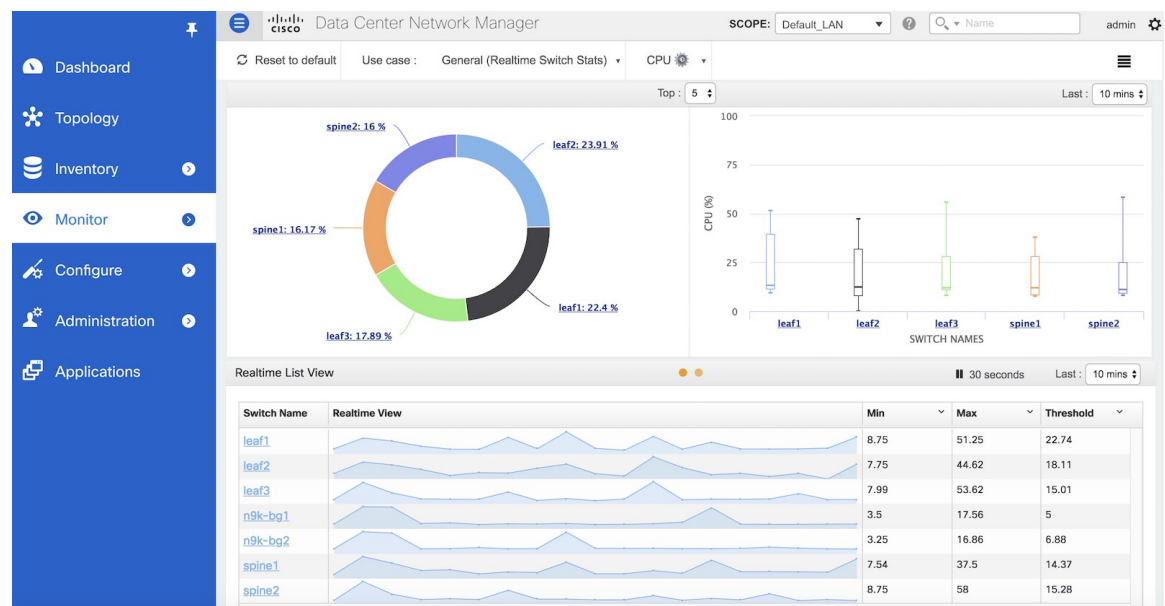 cisco Data Center Network Manager SCOPE: Default_LAN ? Name admin
Dashboard
Topology
Inventory
Monitor
Configure
Administration
Applications
Reset to default Use case : General (Realtime Switch Stats) CPU
Top : 5 Last : 10 mins
spine2: 16 %
leaf2: 23.91 %
spine1: 16.17 %
leaf1: 22.4 %
leaf3: 17.89 %
100
75
50
25
0
CPU (%)
leaf1 leaf2 leaf3 spine1 spine2
SWITCH NAMES
Realtime List View 30 seconds Last : 10 mins
Switch Name Realtime View Min Max Threshold
leaf1 8.75 51.25 22.74
leaf2 7.75 44.62 18.11
leaf3 7.99 53.62 15.01
n9k-bg1 3.5 17.56 5
n9k-bg2 3.25 16.86 6.88
spine1 7.54 37.5 14.37
spine2 8.75 58 15.28